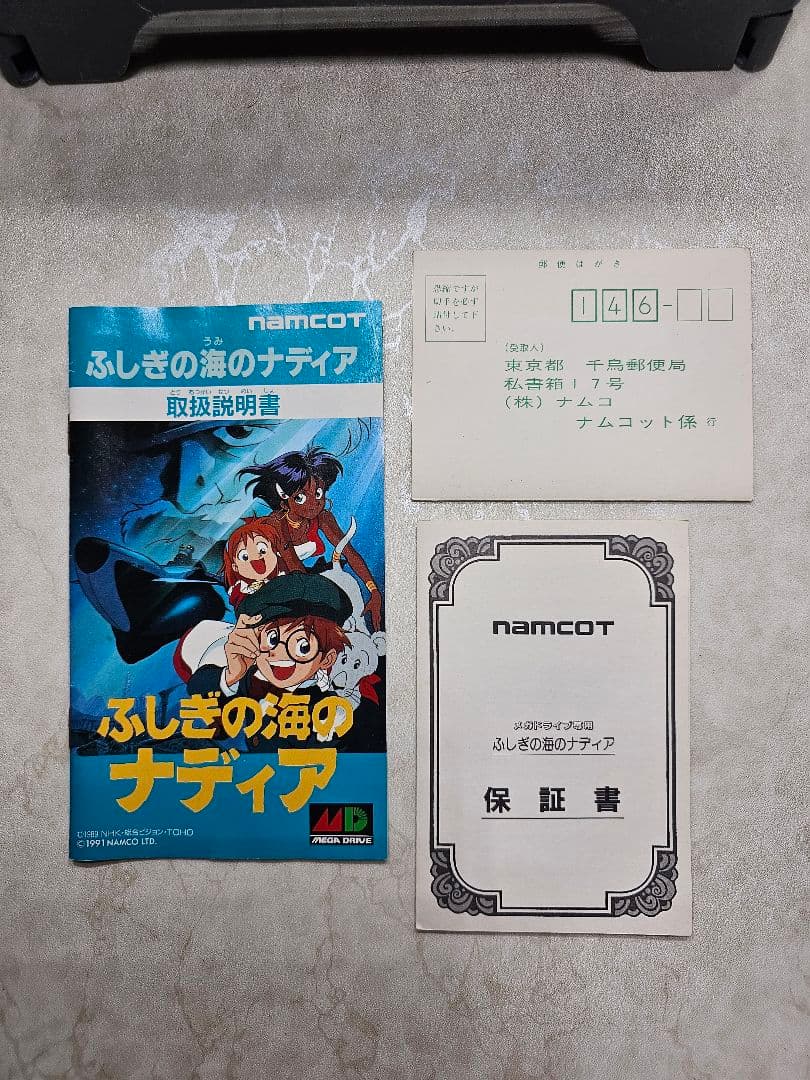 namcoT
うみ
ふしぎの海のナディア
とり あつかい せつ めい しょ
取扱説明書
ふしぎの海の
ナディア
©1989 NHK・総合ビジョン・TOHO
©1991 NAMCO LTD.
MD
MEGA DRIVE
郵便はがき
恐縮ですが
切手を必ず
貼付して下
さい。
146-
(受取人)
東京都 千鳥郵便局
私書箱17号
(株)ナムコ
ナムコット係 行
namcoT
メガドライブ専用
ふしぎの海のナディア
保証書